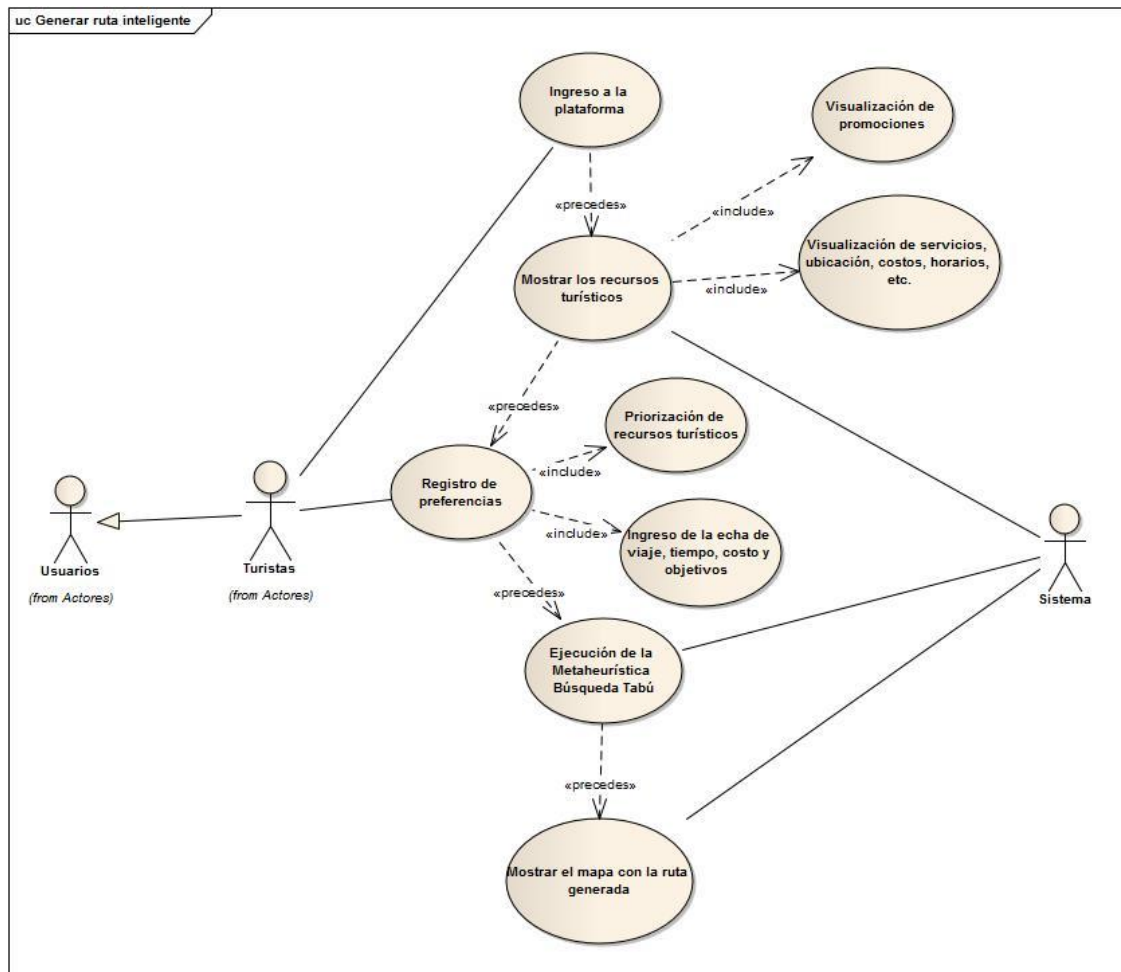 uc Generar ruta inteligente
Ingreso a la
plataforma
Visualización de
promociones
«precedes»
«include»
Visualización de servicios,
ubicación, costos, horarios,
etc.
Mostrar los recursos
turísticos
«include»
«precedes»
Priorización de
recursos turísticos
Registro de
preferencias
«include»
Ingreso de la echa de
viaje, tiempo, costo y
objetivos
«include»
Usuarios
(from Actores)
Turistas
(from Actores)
Sistema
«precedes»
Ejecución de la
Metaheurística
Búsqueda Tabú
«precedes»
Mostrar el mapa con la ruta
generada